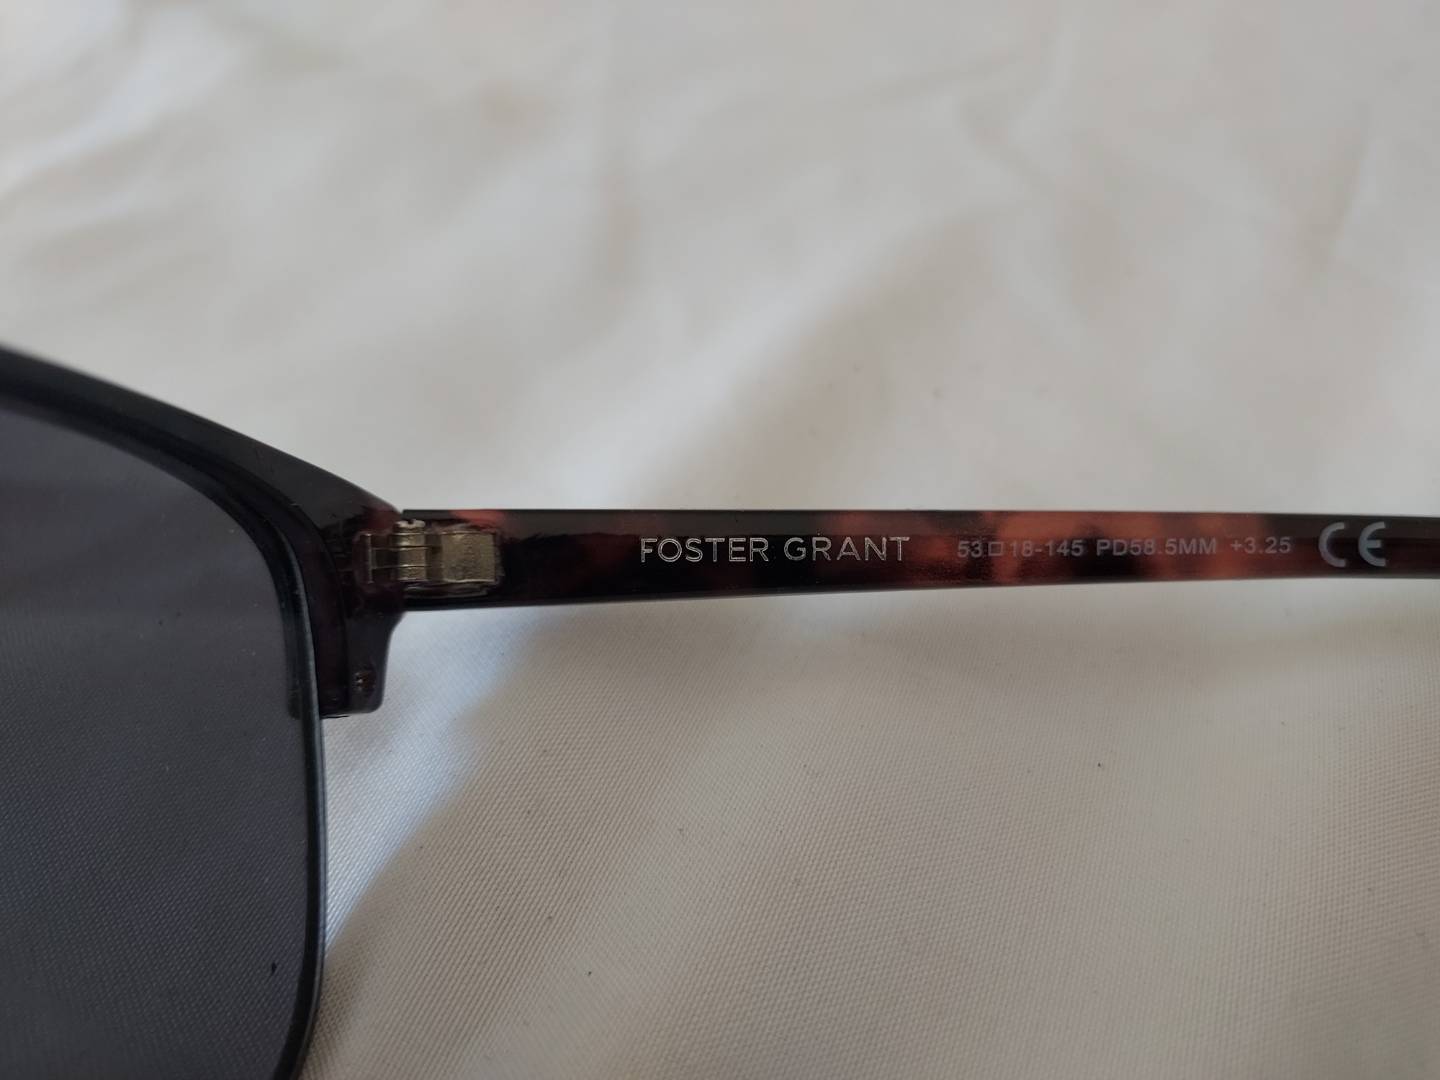 FOSTER GRANT 53□18-145 PD58.5MM +3.25 CE